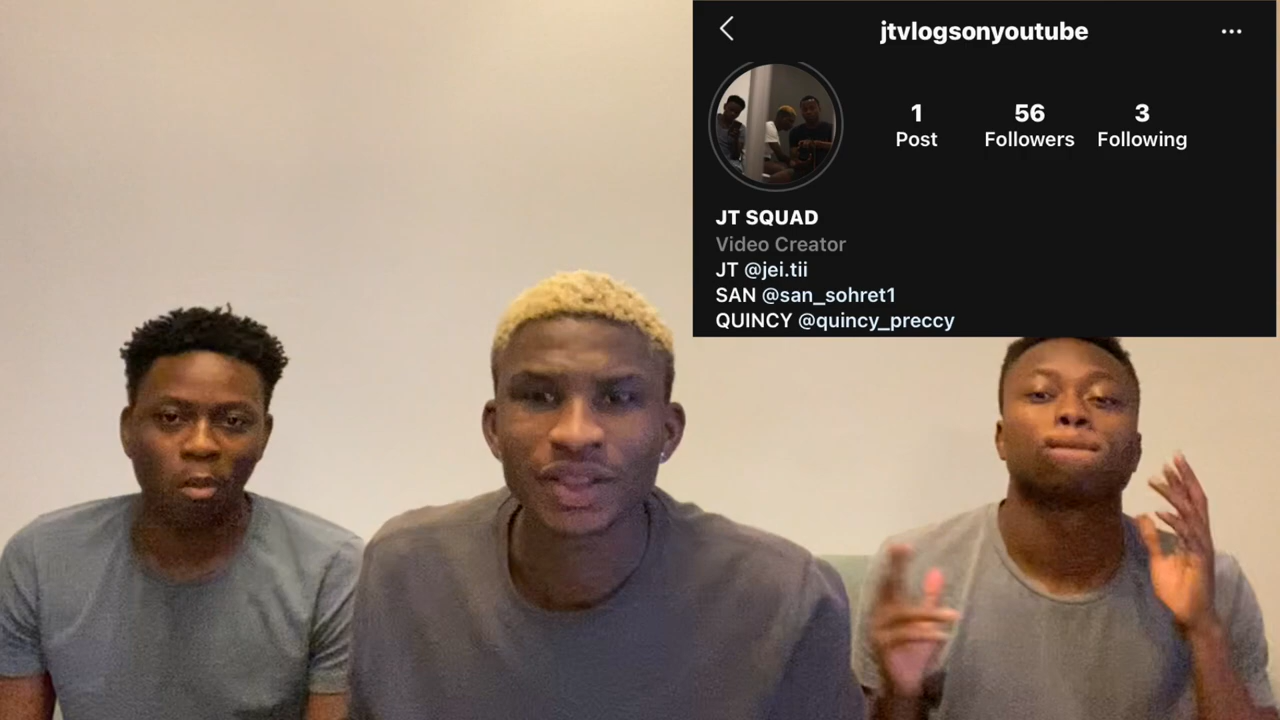 jtvlogsonyoutube
1 56 3
Post Followers Following
JT SQUAD
Video Creator
JT @jei.tii
SAN @san_sohret1
QUINCY @quincy_preccy